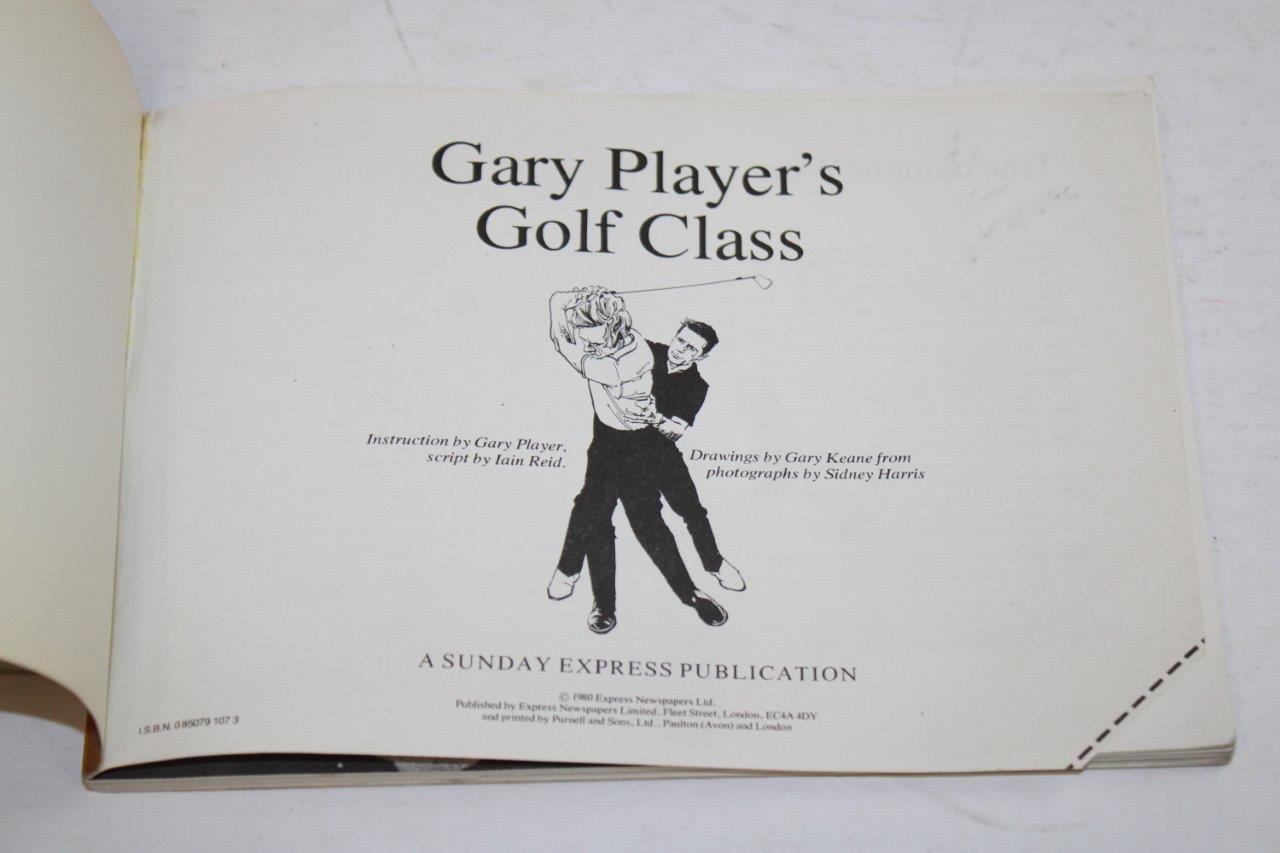 Gary Player's
Golf Class
Instruction by Gary Player,
script by Iain Reid.
Drawings by Gary Keane from
photographs by Sidney Harris
A SUNDAY EXPRESS PUBLICATION
© 1980 Express Newspapers Ltd.
Published by Express Newspapers Limited, Fleet Street, London, EC4A 4DY
and printed by Purnell and Sons, Ltd., Paulton (Avon) and London
I.S.B.N. 0 85079 107 3